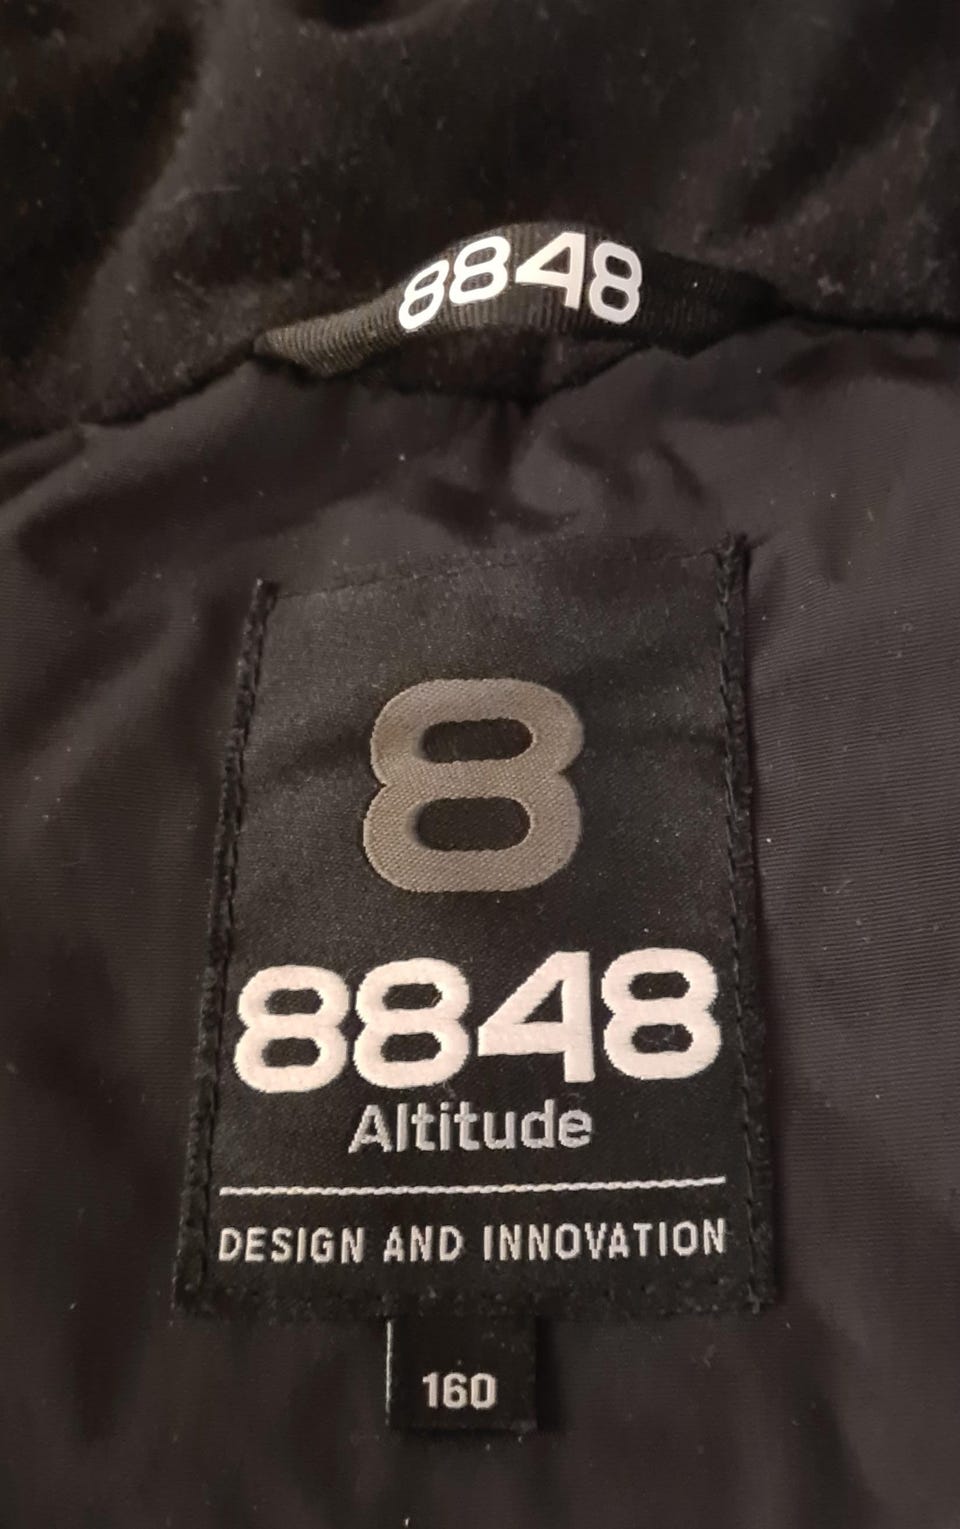 8848
8
8848
Altitude
DESIGN AND INNOVATION
160